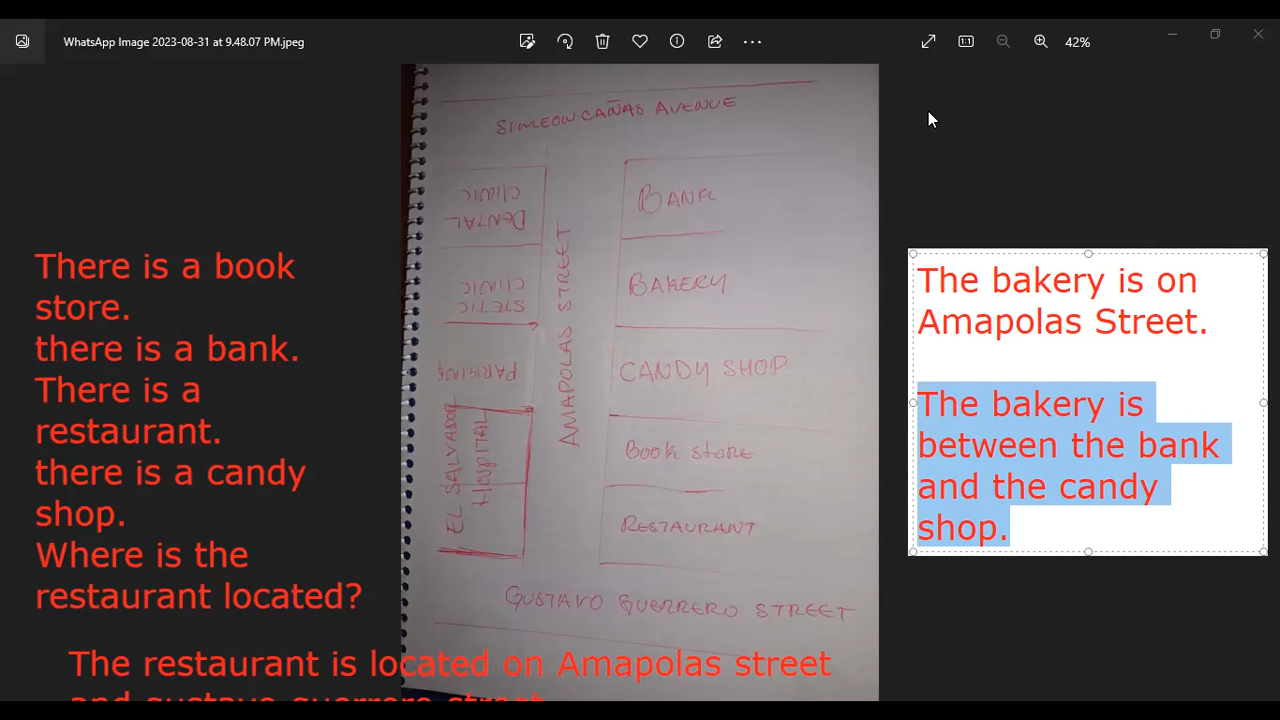 WhatsApp Image 2023-08-31 at 9.48.07 PM.jpeg
42%
SIMEON CAÑAS AVENUE
DENTAL
CLINIC
STETIC
CLINIC
PARKING
EL SALVADOR
HOSPITAL
AMAPOLAS STREET
BANK
BAKERY
CANDY SHOP
BOOK STORE
RESTAURANT
GUSTAVO GUERRERO STREET
There is a book
store.
there is a bank.
There is a
restaurant.
there is a candy
shop.
Where is the
restaurant located?
The restaurant is located on Amapolas street
and gustavo guerrero street
The bakery is on
Amapolas Street.
The bakery is
between the bank
and the candy
shop.